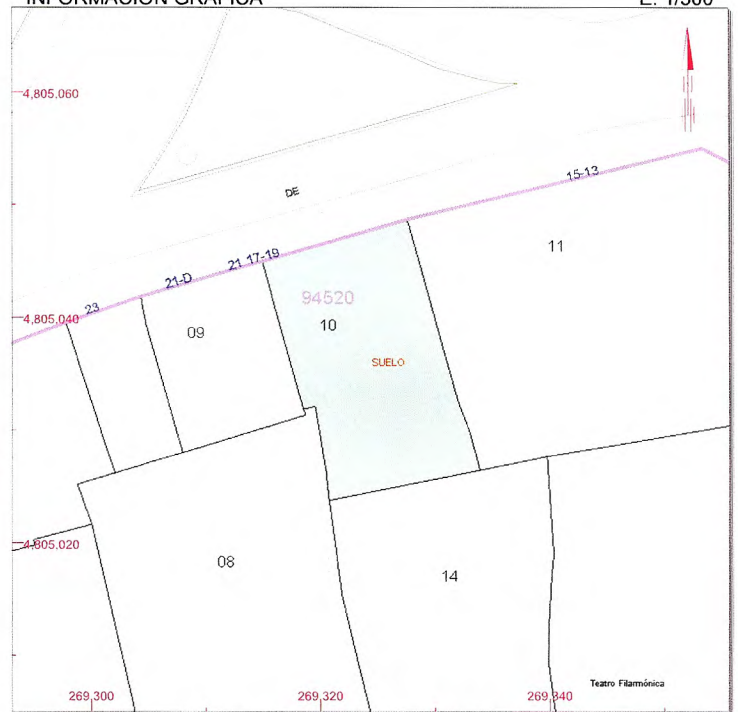 INFORMACIÓN GRÁFICA E: 1/500
4,805,060
15-13
DE
11
21 17-19
21-D
94520
23
4,805,040
10
09
SUELO
4,805,020
08
14
Teatro Filarmónica
269,300 269,320 269,340